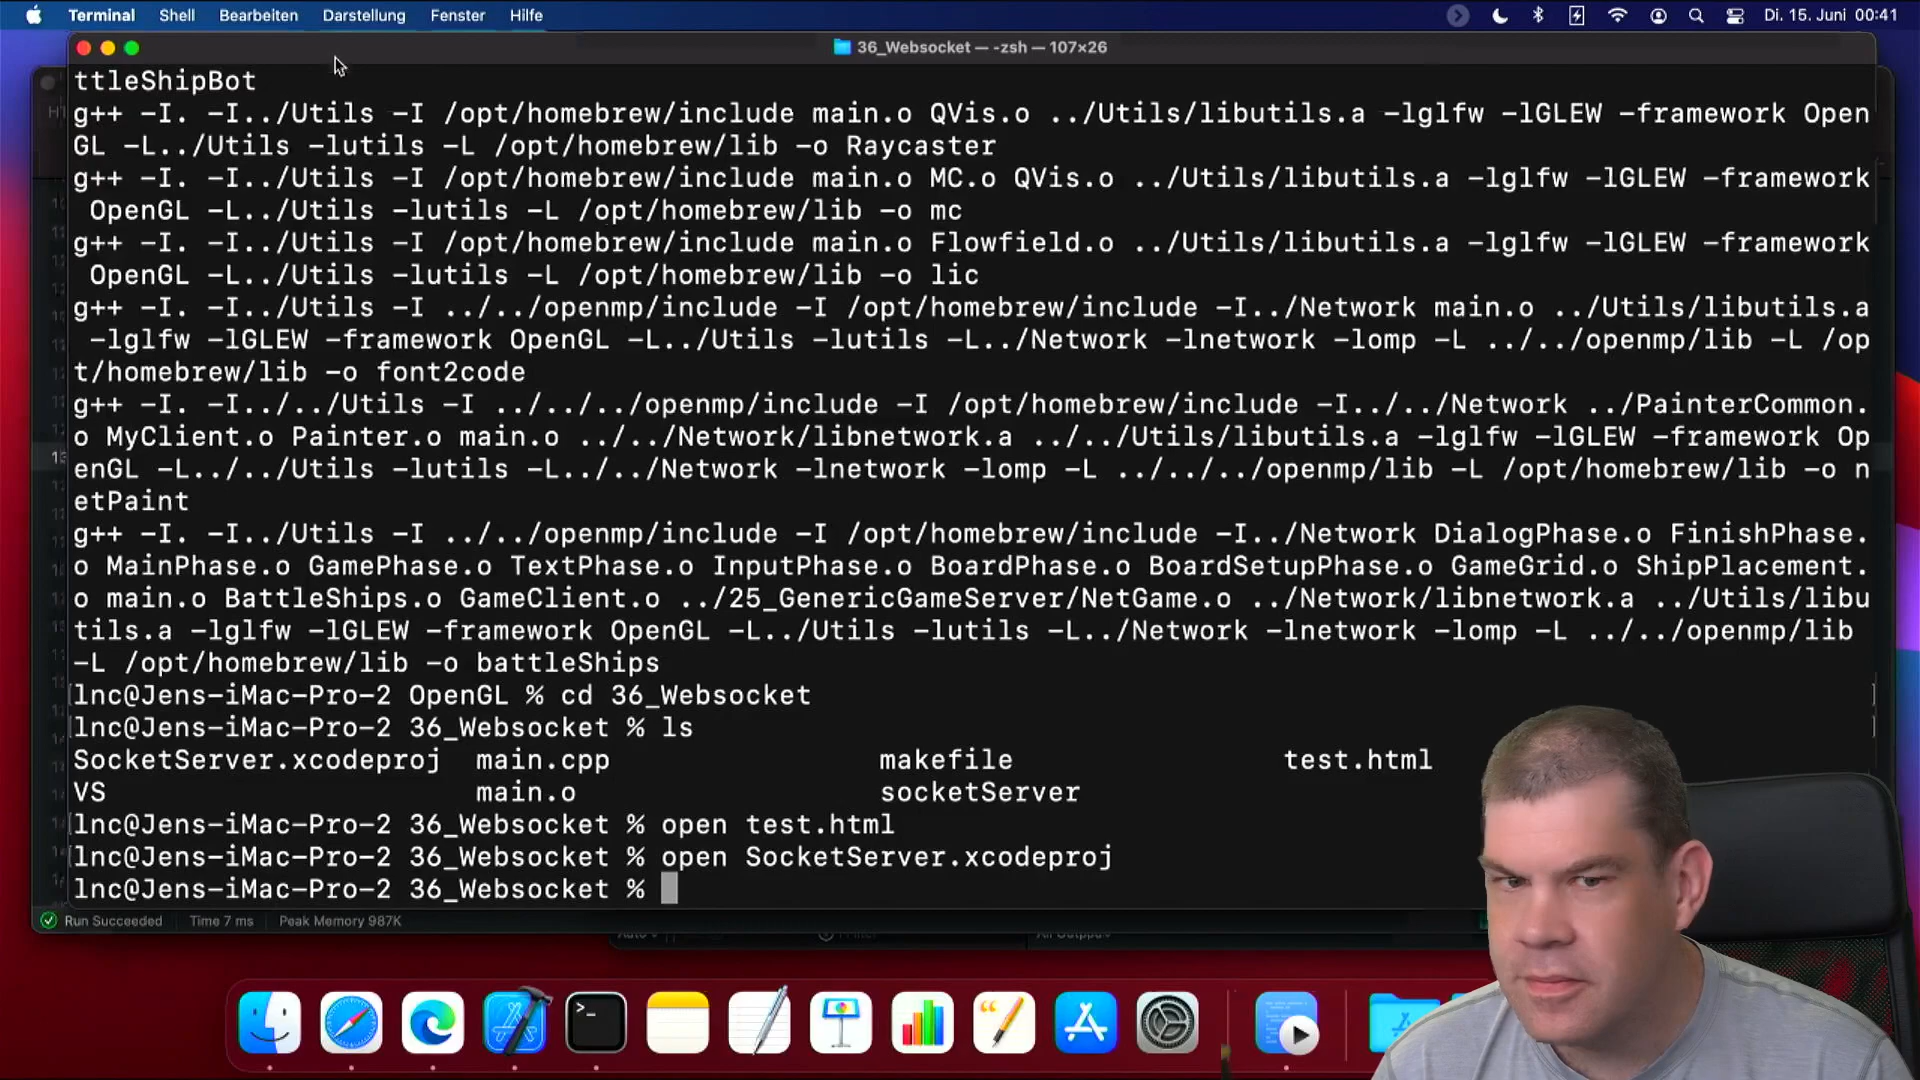 Terminal Shell Bearbeiten Darstellung Fenster Hilfe Di. 15. Juni 00:41
36_Websocket — -zsh — 107×26
ttleShipBot
g++ -I. -I../Utils -I /opt/homebrew/include main.o QVis.o ../Utils/libutils.a -lglfw -lGLEW -framework Open
GL -L../Utils -lutils -L /opt/homebrew/lib -o Raycaster
g++ -I. -I../Utils -I /opt/homebrew/include main.o MC.o QVis.o ../Utils/libutils.a -lglfw -lGLEW -framework
 OpenGL -L../Utils -lutils -L /opt/homebrew/lib -o mc
g++ -I. -I../Utils -I /opt/homebrew/include main.o Flowfield.o ../Utils/libutils.a -lglfw -lGLEW -framework
 OpenGL -L../Utils -lutils -L /opt/homebrew/lib -o lic
g++ -I. -I../Utils -I ../../openmp/include -I /opt/homebrew/include -I../Network main.o ../Utils/libutils.a
 -lglfw -lGLEW -framework OpenGL -L../Utils -lutils -L../Network -lnetwork -lomp -L ../../openmp/lib -L /op
t/homebrew/lib -o font2code
g++ -I. -I../../Utils -I ../../../openmp/include -I /opt/homebrew/include -I../../Network ../PainterCommon.
o MyClient.o Painter.o main.o ../../Network/libnetwork.a ../../Utils/libutils.a -lglfw -lGLEW -framework Op
enGL -L../../Utils -lutils -L../../Network -lnetwork -lomp -L ../../../openmp/lib -L /opt/homebrew/lib -o n
etPaint
g++ -I. -I../Utils -I ../../openmp/include -I /opt/homebrew/include -I../Network DialogPhase.o FinishPhase.
o MainPhase.o GamePhase.o TextPhase.o InputPhase.o BoardPhase.o BoardSetupPhase.o GameGrid.o ShipPlacement.
o main.o BattleShips.o GameClient.o ../25_GenericGameServer/NetGame.o ../Network/libnetwork.a ../Utils/libu
tils.a -lglfw -lGLEW -framework OpenGL -L../Utils -lutils -L../Network -lnetwork -lomp -L ../../openmp/lib
-L /opt/homebrew/lib -o battleShips
[lnc@Jens-iMac-Pro-2 OpenGL % cd 36_Websocket ]
[lnc@Jens-iMac-Pro-2 36_Websocket % ls ]
SocketServer.xcodeproj main.cpp makefile test.html
VS main.o socketServer
[lnc@Jens-iMac-Pro-2 36_Websocket % open test.html
[lnc@Jens-iMac-Pro-2 36_Websocket % open SocketServer.xcodeproj
lnc@Jens-iMac-Pro-2 36_Websocket %
Run Succeeded Time 7 ms Peak Memory 987K